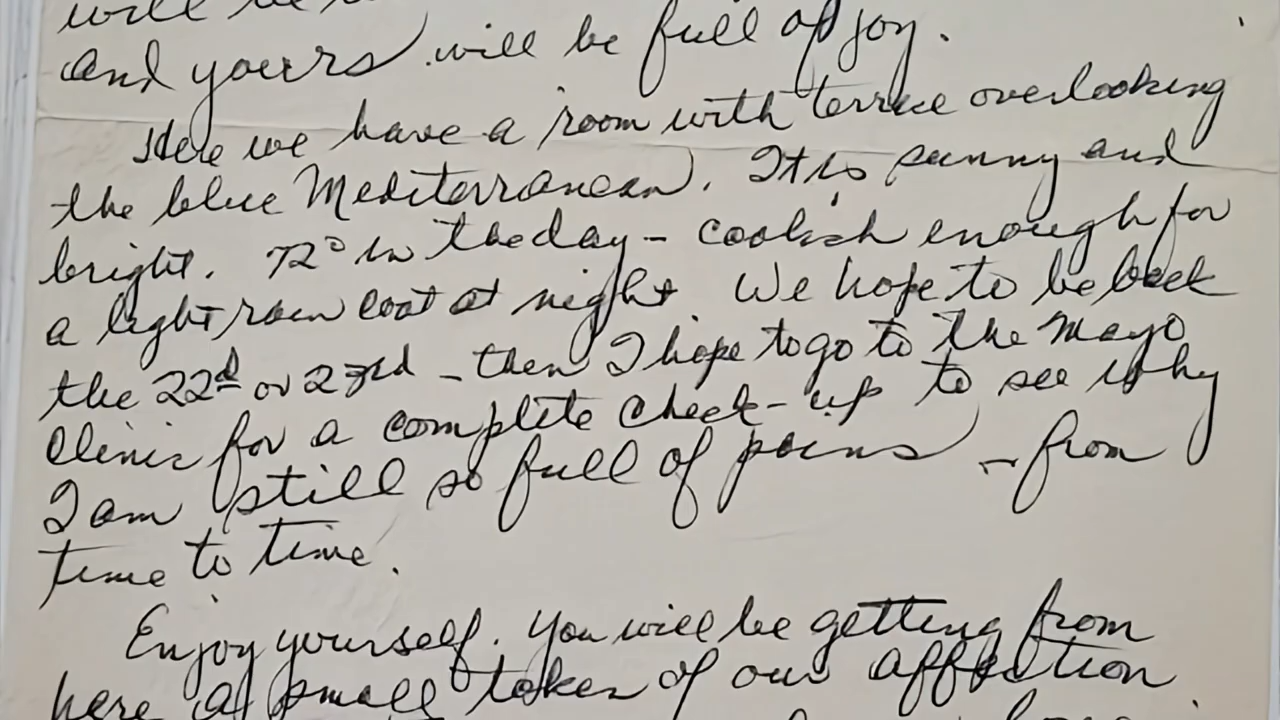 will be
and yours will be full of joy.
Here we have a room with terrace overlooking
the blue Mediterranean. It is sunny and
bright. 72° in the day - coolish enough for
a light rain coat at night. We hope to be back
the 22d or 23rd - then I hope to go to the Mayo
Clinic for a complete check-up to see why
I am still so full of pains - from
time to time.
Enjoy yourself. You will be getting from
here a small token of our affection